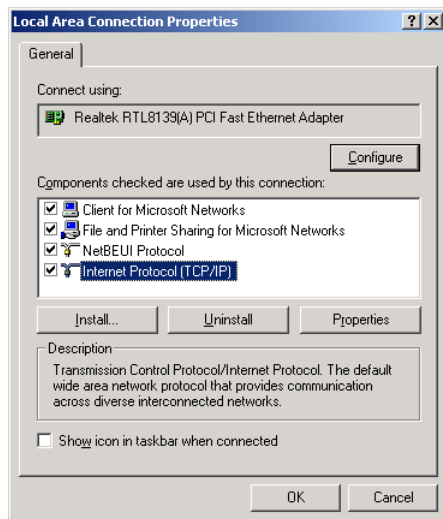 Local Area Connection Properties
General
Connect using:
Realtek RTL8139(A) PCI Fast Ethernet Adapter
Configure
Components checked are used by this connection:
Client for Microsoft Networks
File and Printer Sharing for Microsoft Networks
NetBEUI Protocol
Internet Protocol (TCP/IP)
Install... Uninstall Properties
Description
Transmission Control Protocol/Internet Protocol. The default
wide area network protocol that provides communication
across diverse interconnected networks.
Show icon in taskbar when connected
OK Cancel